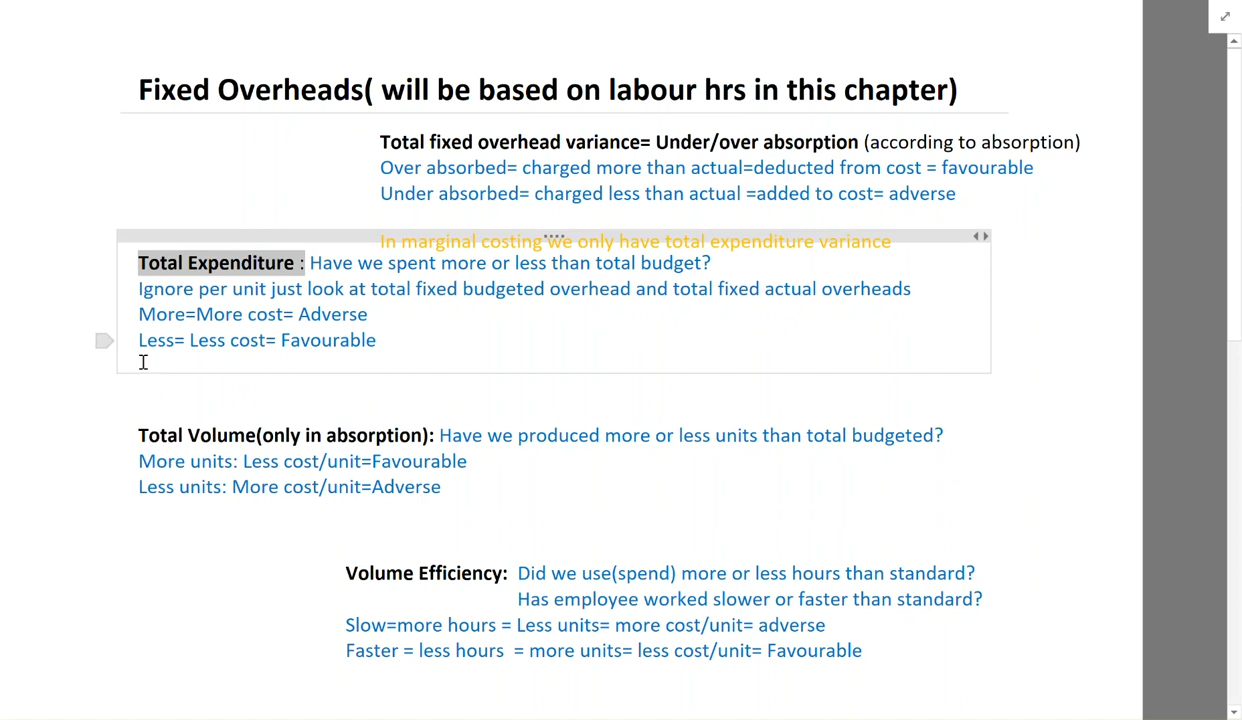 Fixed Overheads( will be based on labour hrs in this chapter)
Total fixed overhead variance= Under/over absorption (according to absorption)
Over absorbed= charged more than actual=deducted from cost = favourable
Under absorbed= charged less than actual =added to cost= adverse
In marginal costing we only have total expenditure variance
Total Expenditure : Have we spent more or less than total budget?
Ignore per unit just look at total fixed budgeted overhead and total fixed actual overheads
More=More cost= Adverse
Less= Less cost= Favourable
Total Volume(only in absorption): Have we produced more or less units than total budgeted?
More units: Less cost/unit=Favourable
Less units: More cost/unit=Adverse
Volume Efficiency: Did we use(spend) more or less hours than standard?
Has employee worked slower or faster than standard?
Slow=more hours = Less units= more cost/unit= adverse
Faster = less hours = more units= less cost/unit= Favourable